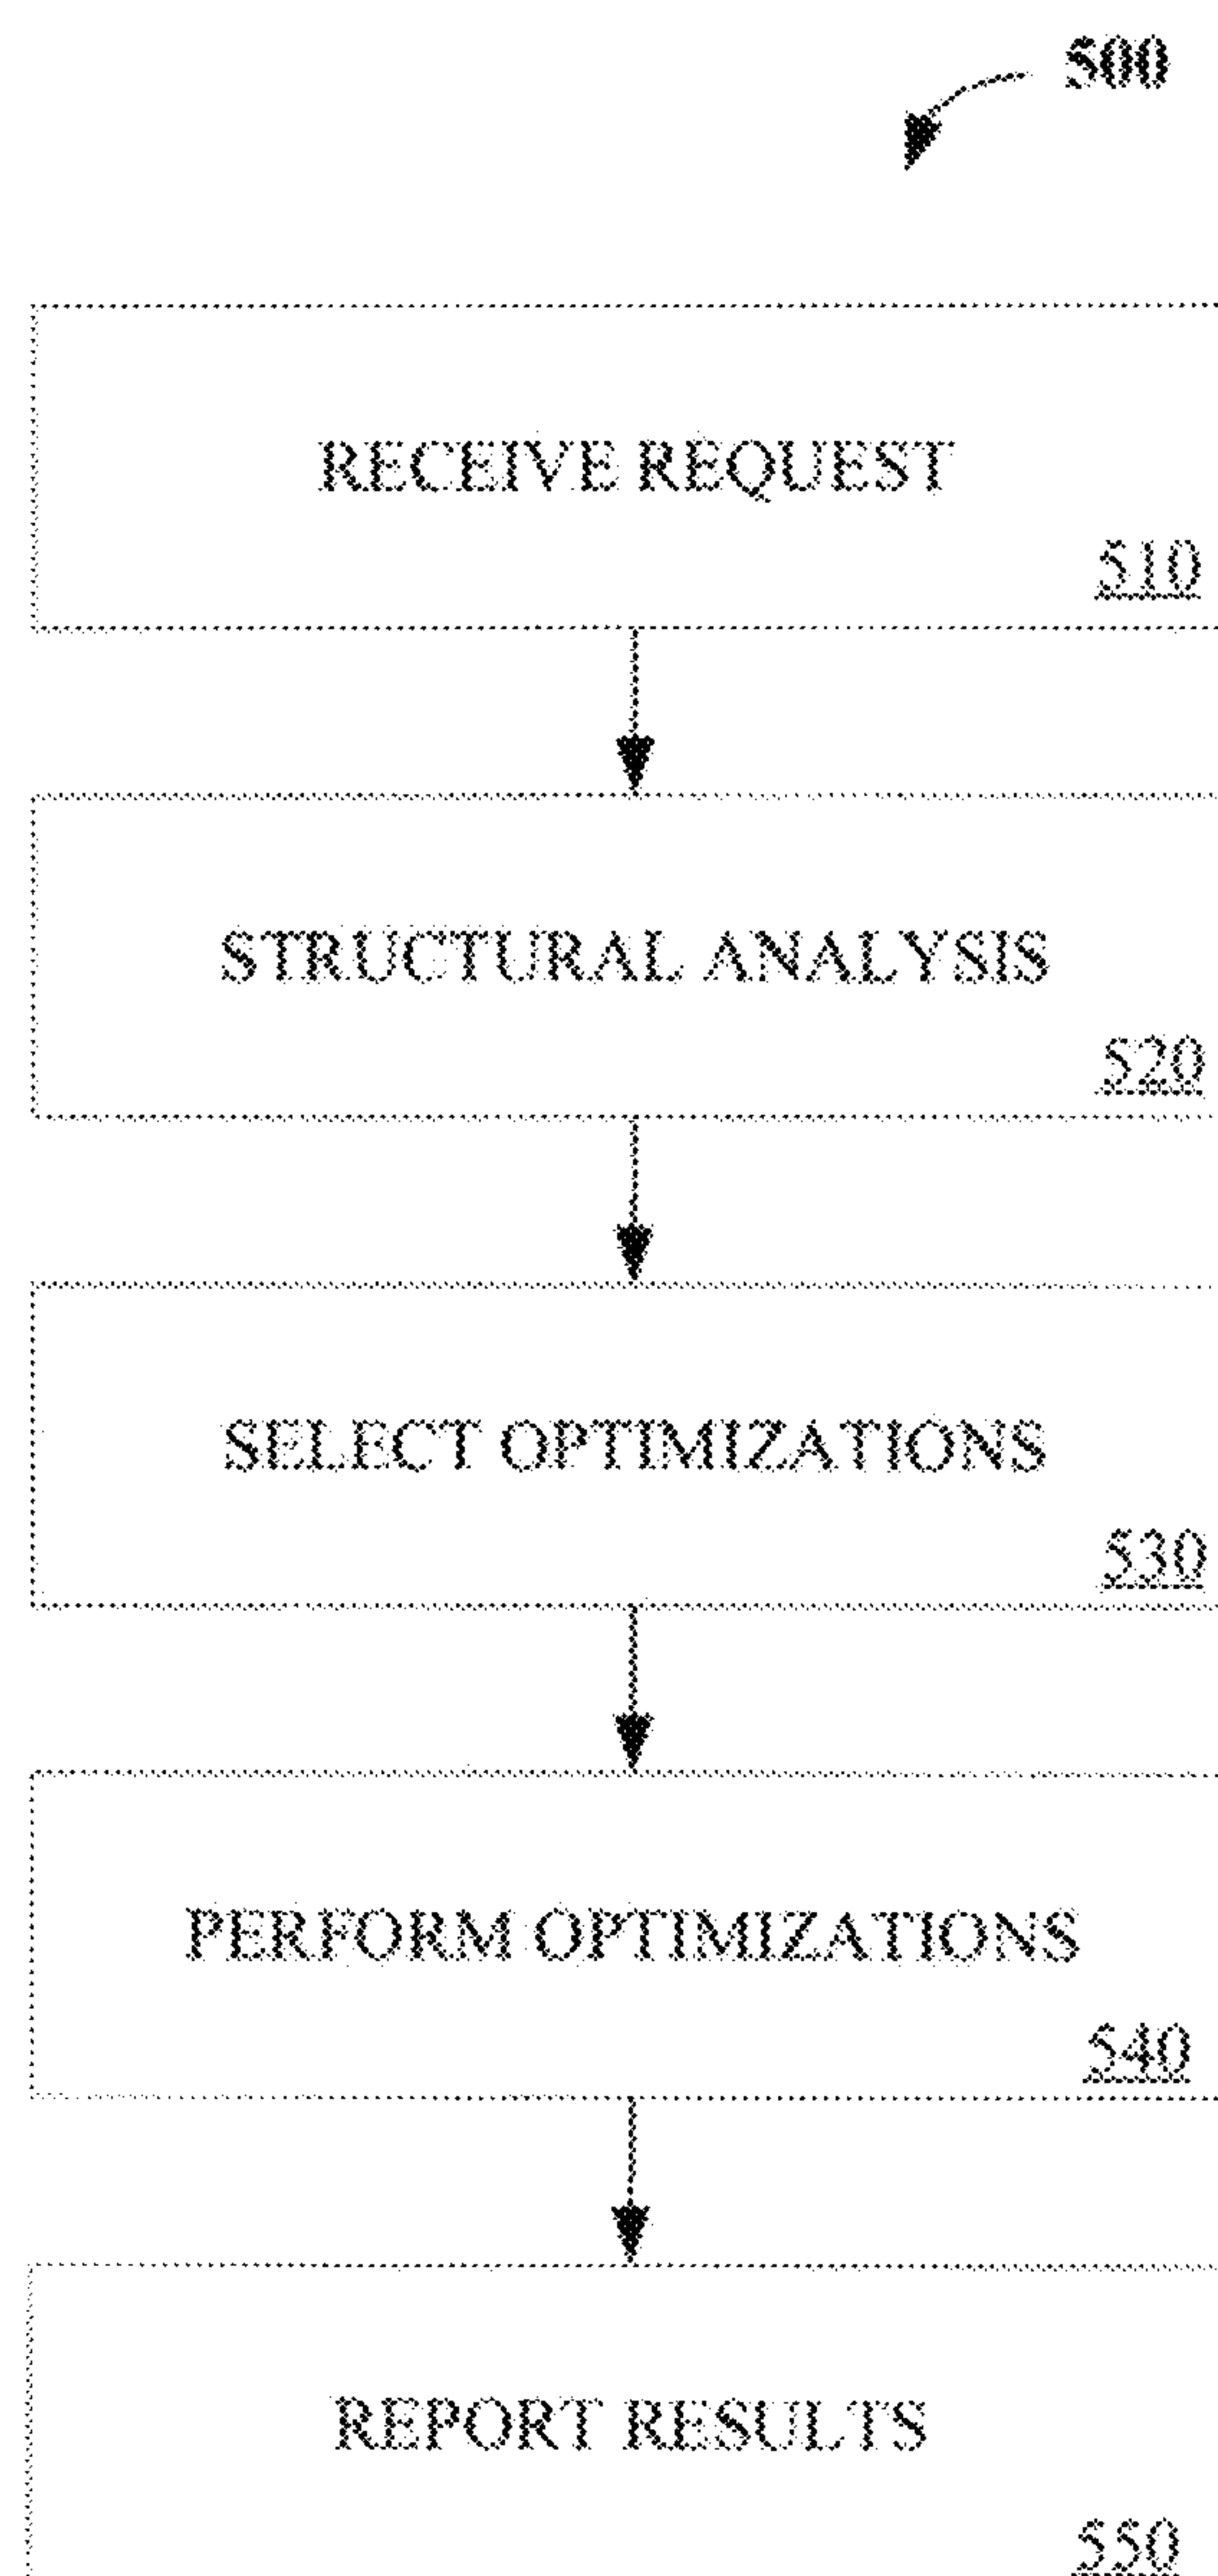 500
RECEIVE REQUEST
510
STRUCTURAL ANALYSIS
520
SELECT OPTIMIZATIONS
530
PERFORM OPTIMIZATIONS
540
REPORT RESULTS
550